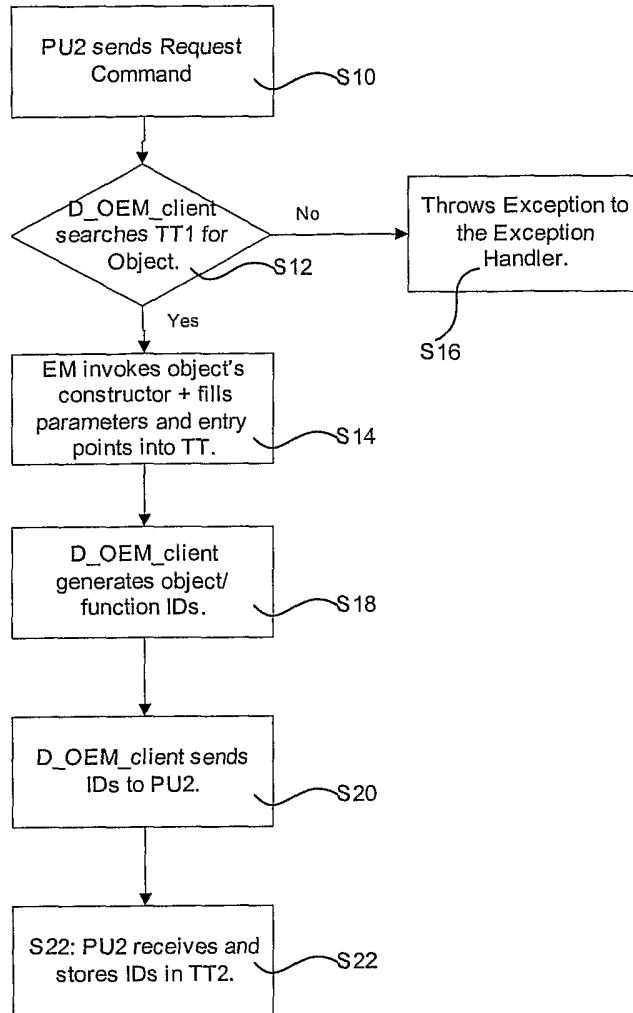 PU2 sends Request
Command
S10
D_OEM_client
searches TT1 for
Object.
S12
No
Throws Exception to
the Exception
Handler.
S16
Yes
EM invokes object's
constructor + fills
parameters and entry
points into TT.
S14
D_OEM_client
generates object/
function IDs.
S18
D_OEM_client sends
IDs to PU2.
S20
S22: PU2 receives and
stores IDs in TT2.
S22